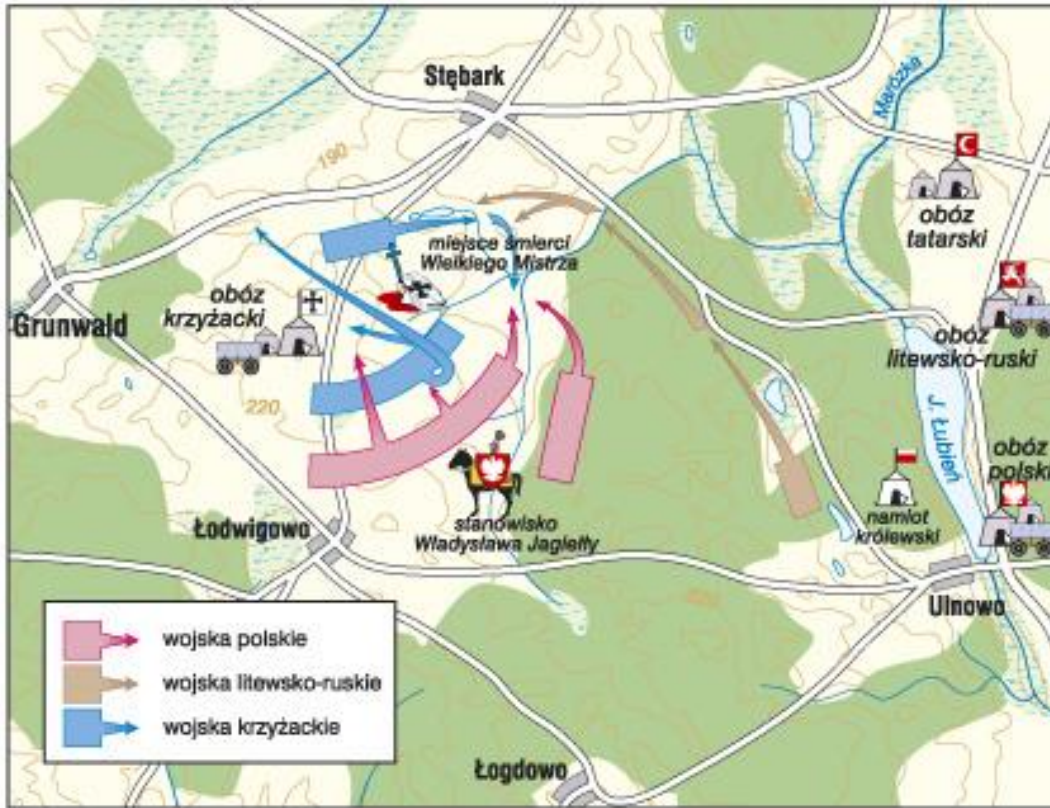 Stębark
Marózka
190
obóz
tatarski
miejsce śmierci
Wielkiego Mistrza
obóz
krzyżacki
Grunwald
obóz
litewsko-ruski
220
J. Łubień
obóz
polski
stanowisko
Władysława Jagiełły
namiot
królewski
Łodwigowo
Ulnowo
wojska polskie
wojska litewsko-ruskie
wojska krzyżackie
Łogdowo